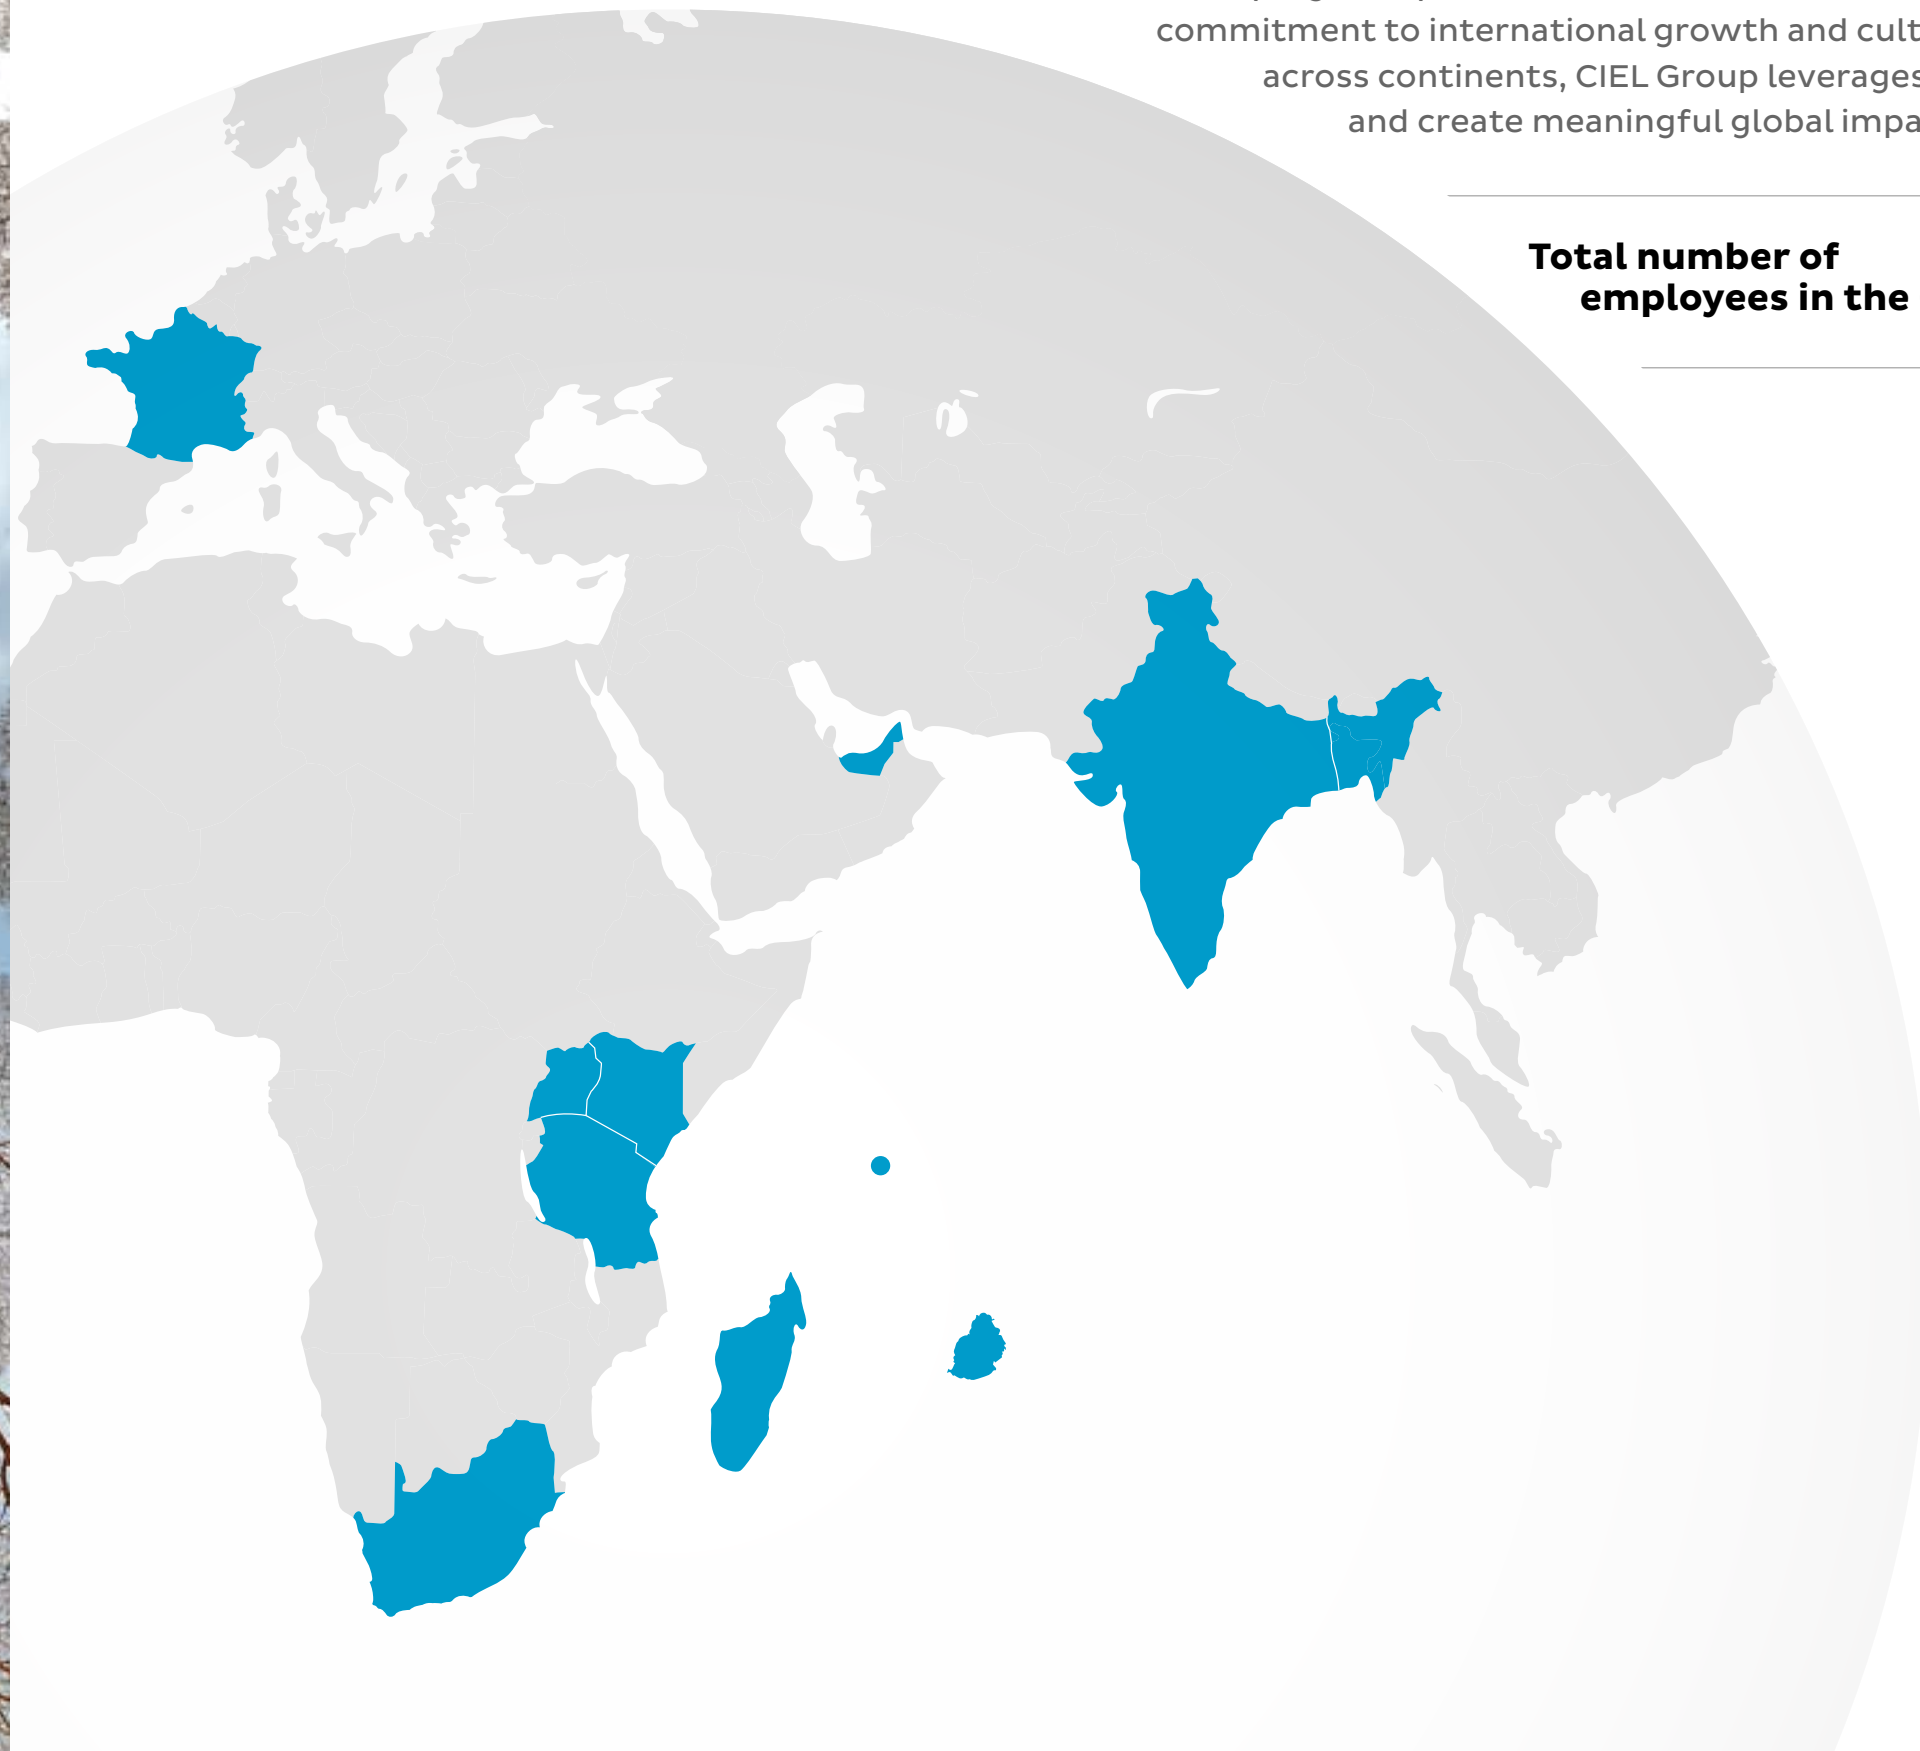 commitment to international growth and cult
across continents, CIEL Group leverages
and create meaningful global impa
Total number of
employees in the